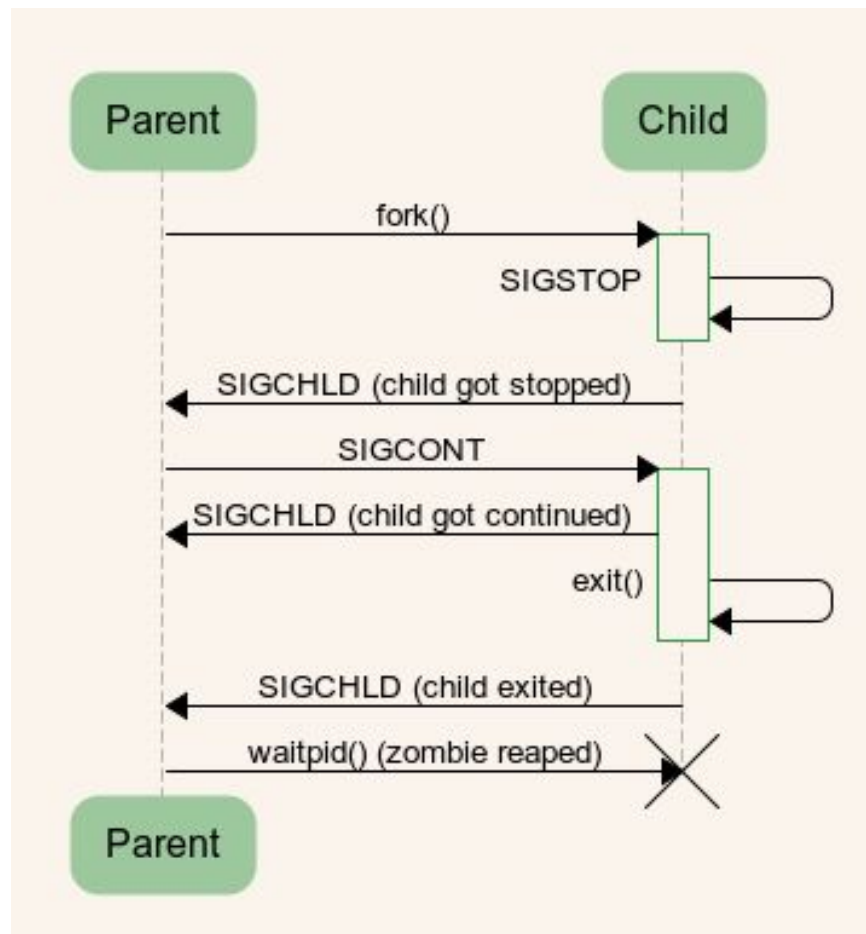 Parent
Child
fork()
SIGSTOP
SIGCHLD (child got stopped)
SIGCONT
SIGCHLD (child got continued)
exit()
SIGCHLD (child exited)
waitpid() (zombie reaped)
Parent